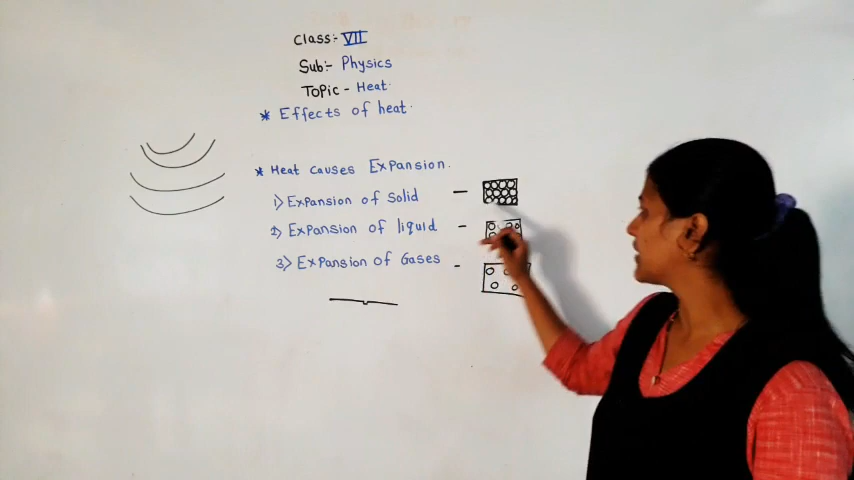 Class:- VII
Sub:- Physics
Topic - Heat.
* Effects of heat.
* Heat causes Expansion.
1) Expansion of Solid -
2) Expansion of liquid -
3) Expansion of Gases -